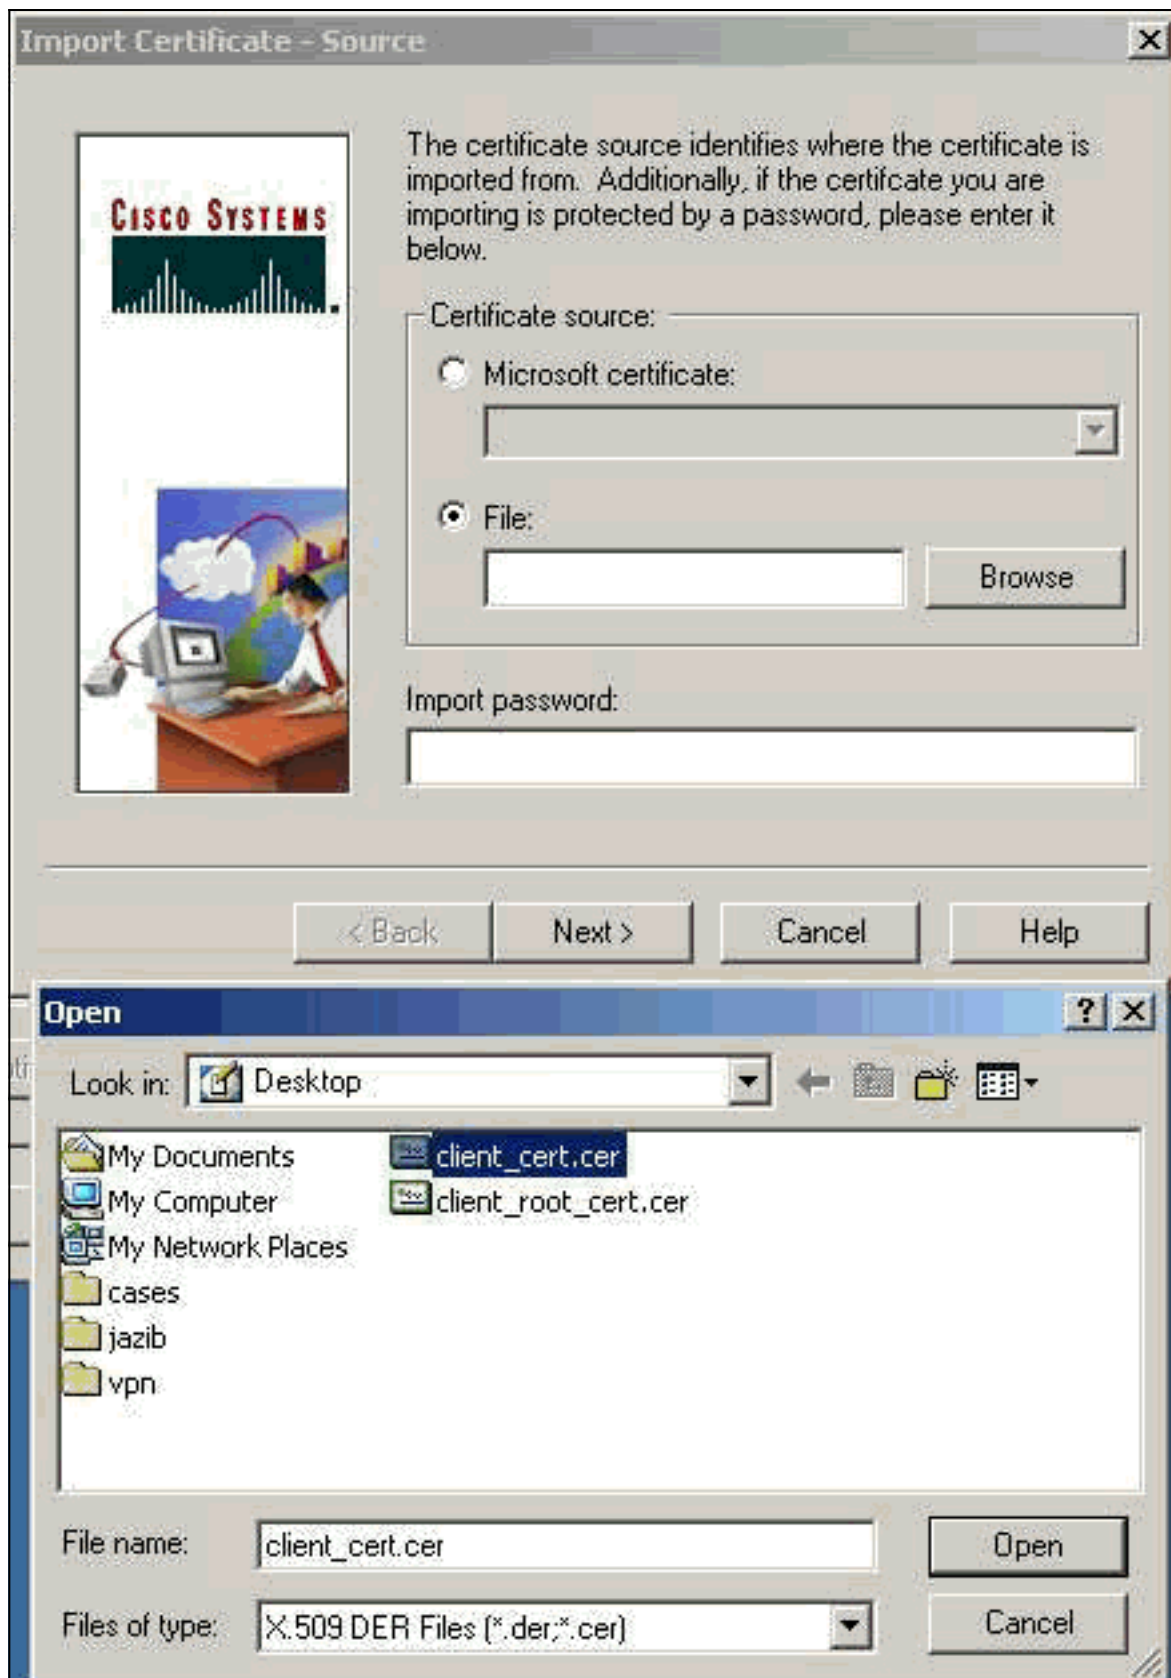 Import Certificate - Source
The certificate source identifies where the certificate is
imported from. Additionally, if the certifcate you are
importing is protected by a password, please enter it
below.
CISCO SYSTEMS
Certificate source:
Microsoft certificate:
File:
Browse
Import password:
< Back
Next >
Cancel
Help
Open
Look in:
Desktop
My Documents
My Computer
My Network Places
cases
jazib
vpn
client_cert.cer
client_root_cert.cer
File name:
client_cert.cer
Open
Files of type:
X.509 DER Files (*.der;*.cer)
Cancel